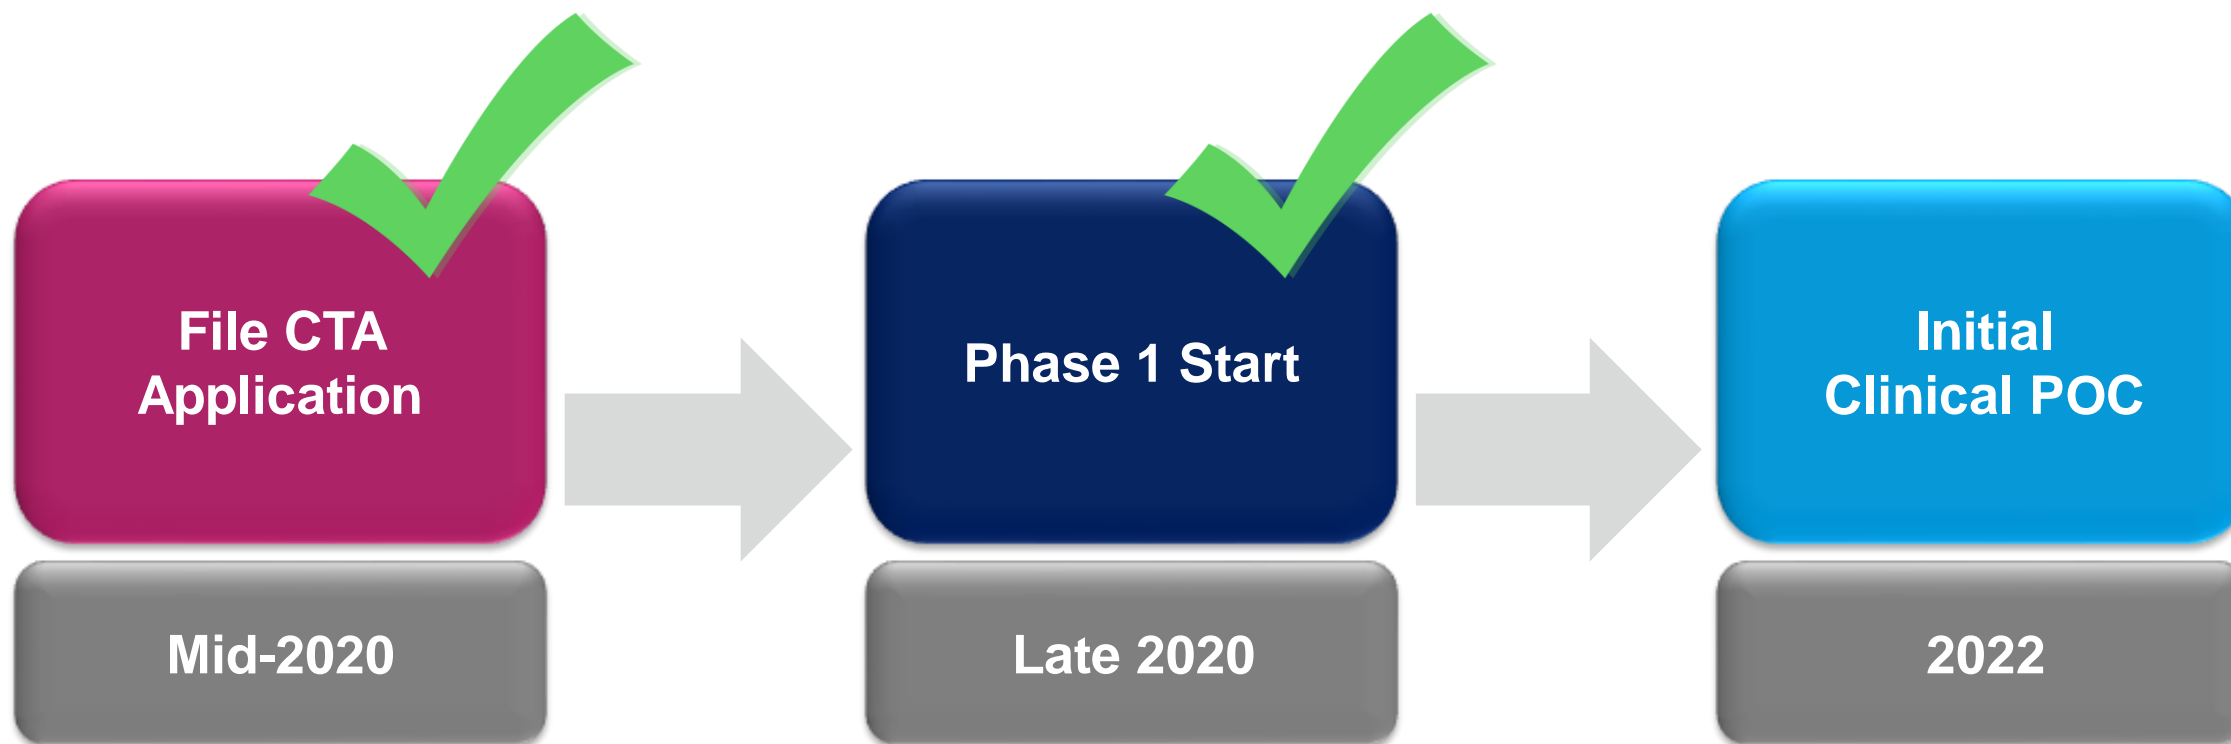 File CTA
Application
Phase 1 Start
Initial
Clinical POC
Mid-2020
Late 2020
2022